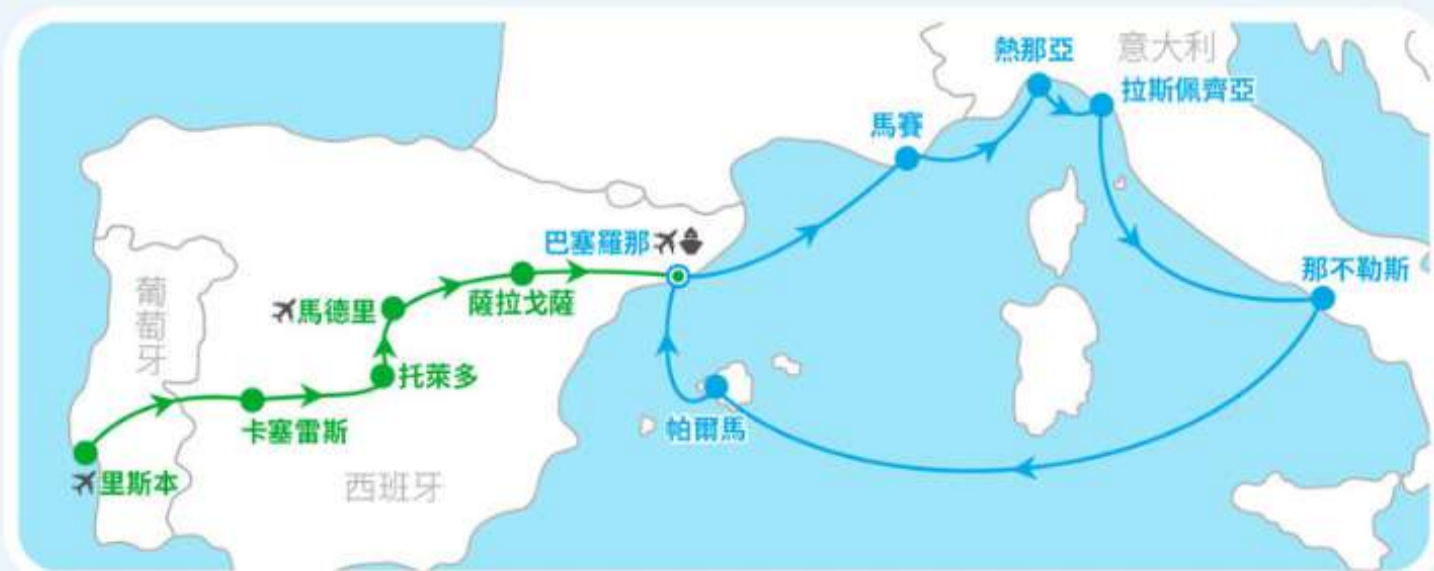 意大利
熱那亞
拉斯佩齊亞
馬賽
巴塞羅那
那不勒斯
葡萄牙
馬德里
薩拉戈薩
托萊多
卡塞雷斯
帕爾馬
里斯本
西班牙